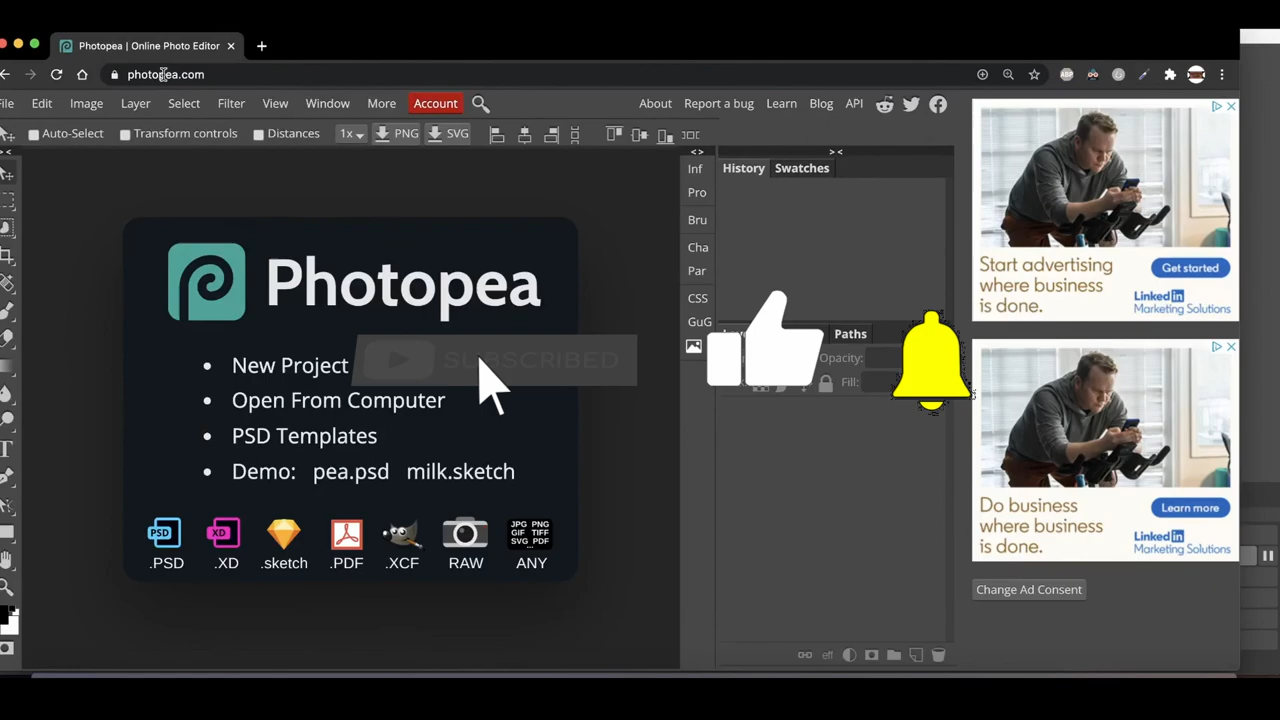 Photopea | Online Photo Editor
photopea.com
File Edit Image Layer Select Filter View Window More Account
About Report a bug Learn Blog API
Auto-Select Transform controls Distances 1x PNG SVG
Inf
Pro
Bru
Cha
Par
CSS
GuG
History Swatches
Photopea
New Project
SUBSCRIBED
Open From Computer
PSD Templates
Demo: pea.psd milk.sketch
PSD XD JPG PNG GIF TIFF SVG PDF
.PSD .XD .sketch .PDF .XCF RAW ANY
Paths
Opacity:
Fill:
eff
Start advertising
where business
is done.
Get started
Linked in
Marketing Solutions
Do business
where business
is done.
Learn more
Linked in
Marketing Solutions
Change Ad Consent